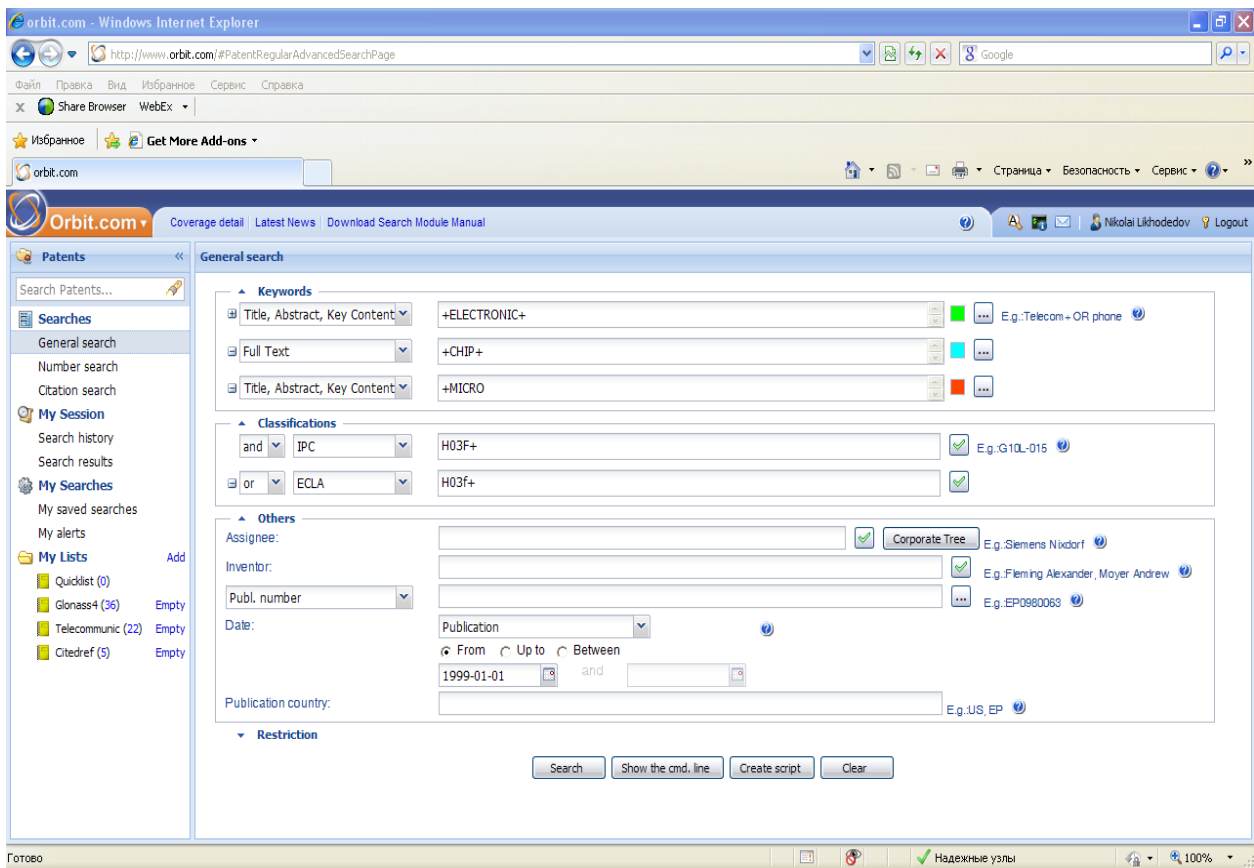 orbit.com - Windows Internet Explorer
http://www.orbit.com/#PatentRegularAdvancedSearchPage
Google
Файл Правка Вид Избранное Сервис Справка
x Share Browser WebEx
Избранное Get More Add-ons
orbit.com
Страница Безопасность Сервис »
Orbit.com Coverage detail Latest News Download Search Module Manual Nikolai Likhodedov Logout
Patents «
General search
Search Patents...
Searches
General search
Number search
Citation search
My Session
Search history
Search results
My Searches
My saved searches
My alerts
My Lists Add
Quicklist (0)
Glonass4 (36) Empty
Telecommunic (22) Empty
Citedref (5) Empty
Keywords
Title, Abstract, Key Content +ELECTRONIC+ ... E.g.:Telecom+ OR phone
Full Text +CHIP+ ...
Title, Abstract, Key Content +MICRO ...
Classifications
and IPC H03F+ E.g.:G10L-015
or ECLA H03f+
Others
Assignee: Corporate Tree E.g.:Siemens Nixdorf
Inventor: E.g.:Fleming Alexander, Moyer Andrew
Publ. number ... E.g.:EP0980063
Date: Publication
From Up to Between
1999-01-01 and
Publication country: E.g.:US, EP
Restriction
Search Show the cmd. line Create script Clear
Готово Надежные узлы 100%